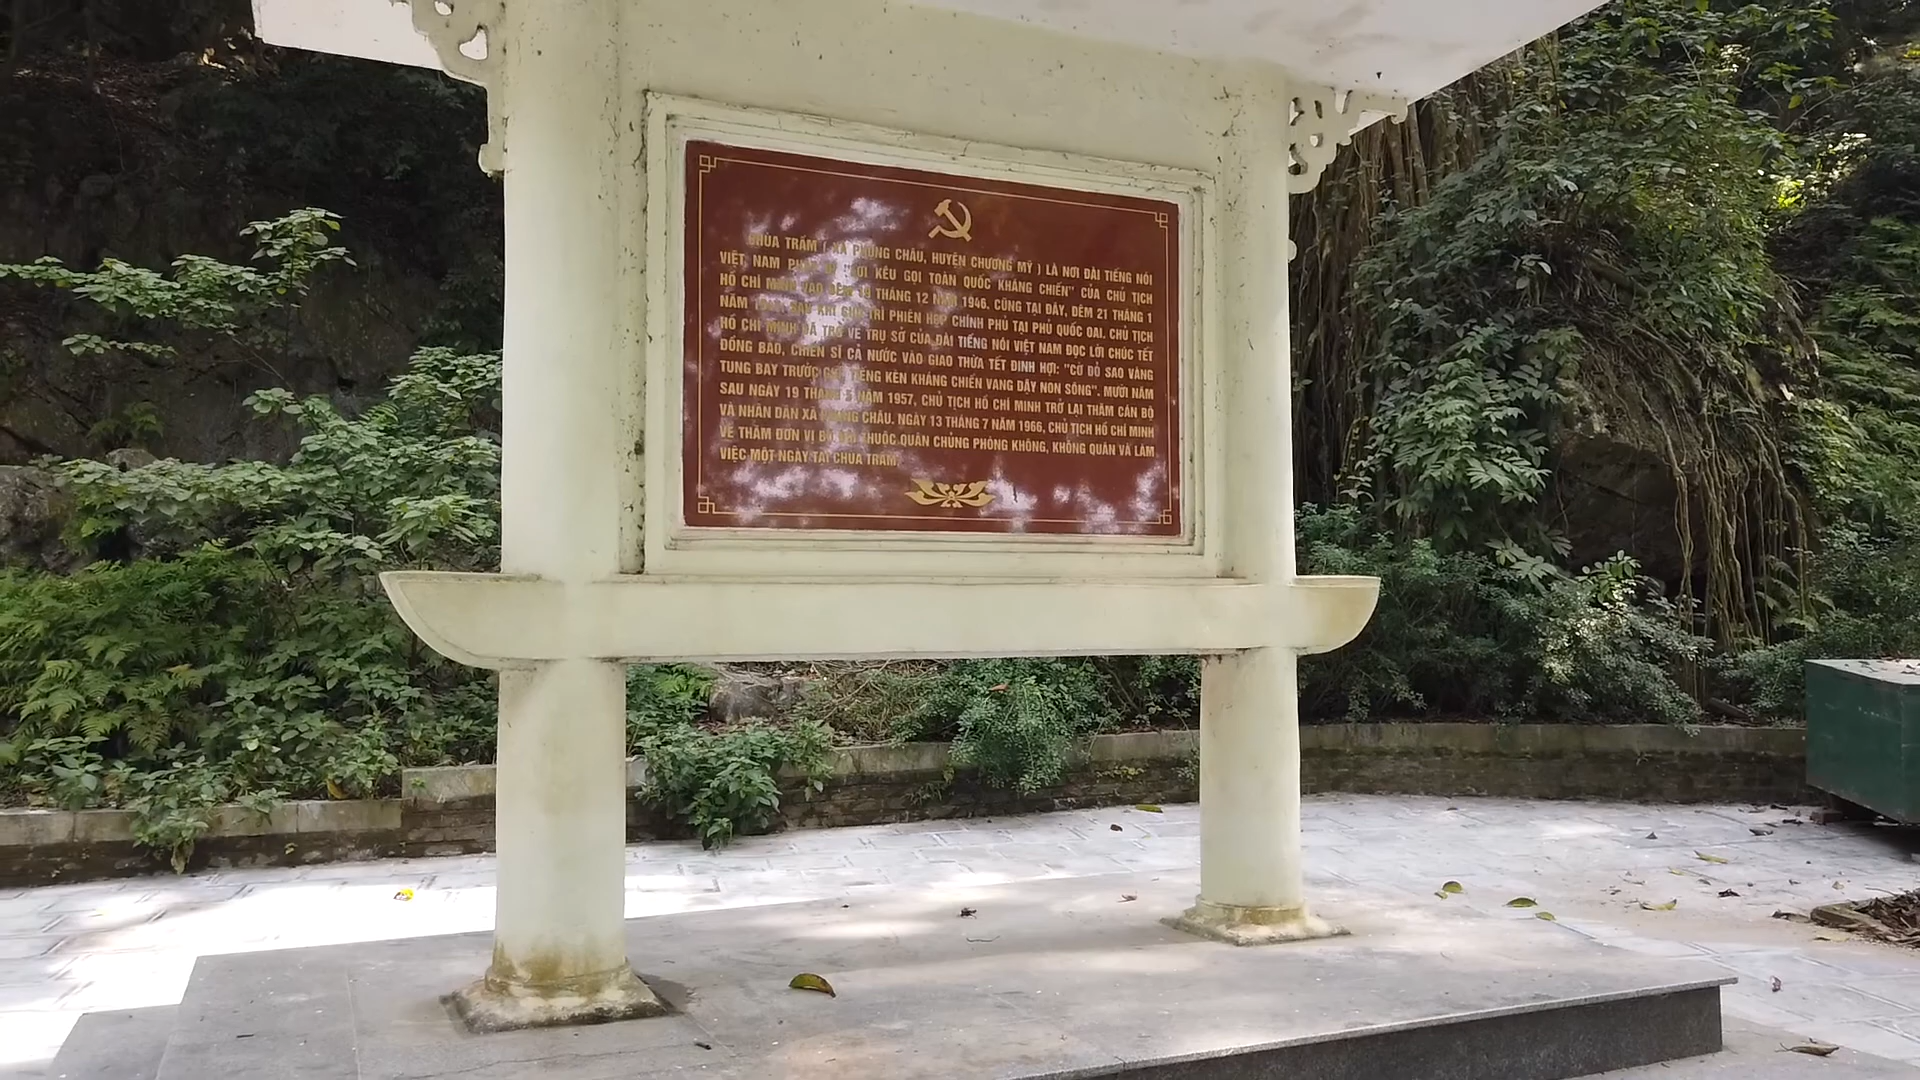 CHÙA TRẦM ( XÃ PHỤNG CHÂU, HUYỆN CHƯƠNG MỸ ) LÀ NƠI ĐÀI TIẾNG NÓI
VIỆT NAM PHÁT ĐI "LỜI KÊU GỌI TOÀN QUỐC KHÁNG CHIẾN" CỦA CHỦ TỊCH
HỒ CHÍ MINH VÀO ĐÊM 19 THÁNG 12 NĂM 1946. CŨNG TẠI ĐÂY, ĐÊM 21 THÁNG 1
NĂM SAU KHI CHỦ TRÌ PHIÊN HỌP CHÍNH PHỦ TẠI PHỦ QUỐC OAI. CHỦ TỊCH
HỒ CHÍ MINH ĐÃ TRỞ VỀ TRỤ SỞ CỦA ĐÀI TIẾNG NÓI VIỆT NAM ĐỌC LỜI CHÚC TẾT
ĐỒNG BÀO, CHIẾN SĨ CẢ NƯỚC VÀO GIAO THỪA TẾT ĐINH HỢI: "CỜ ĐỎ SAO VÀNG
TUNG BAY TRƯỚC GIÓ, TIẾNG KÈN KHÁNG CHIẾN VANG DẬY NON SÔNG". MƯỜI NĂM
SAU NGÀY 19 THÁNG 5 NĂM 1957, CHỦ TỊCH HỒ CHÍ MINH TRỞ LẠI THĂM CÁN BỘ
VÀ NHÂN DÂN XÃ PHỤNG CHÂU. NGÀY 13 THÁNG 7 NĂM 1966, CHỦ TỊCH HỒ CHÍ MINH
VỀ THĂM ĐƠN VỊ BỘ ĐỘI THUỘC QUÂN CHỦNG PHÒNG KHÔNG, KHÔNG QUÂN VÀ LÀM
VIỆC MỘT NGÀY TẠI CHÙA TRẦM.